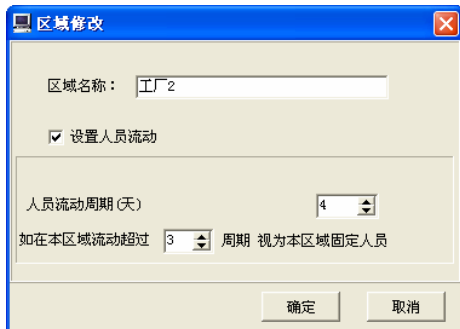 区域修改
区域名称： 工厂2
设置人员流动
人员流动周期(天) 4
如在本区域流动超过 3 周期 视为本区域固定人员
确定 取消